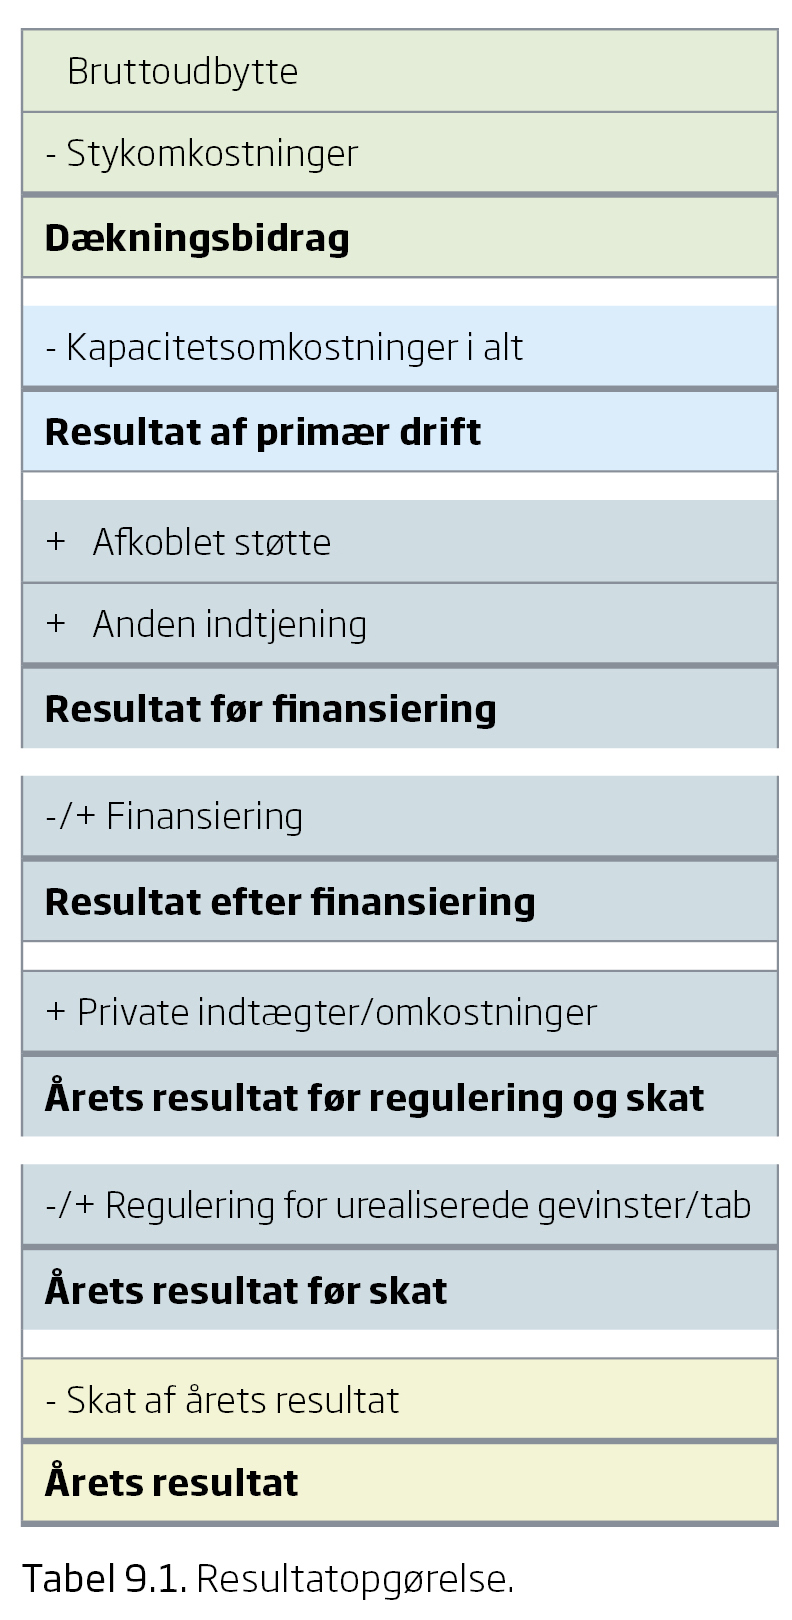 Bruttoudbytte
- Stykomkostninger
Dækningsbidrag
- Kapacitetsomkostninger i alt
Resultat af primær drift
+ Afkoblet støtte
+ Anden indtjening
Resultat før finansiering
-/+ Finansiering
Resultat efter finansiering
+ Private indtægter/omkostninger
Årets resultat før regulering og skat
-/+ Regulering for urealiserede gevinster/tab
Årets resultat før skat
- Skat af årets resultat
Årets resultat
Tabel 9.1. Resultatopgørelse.